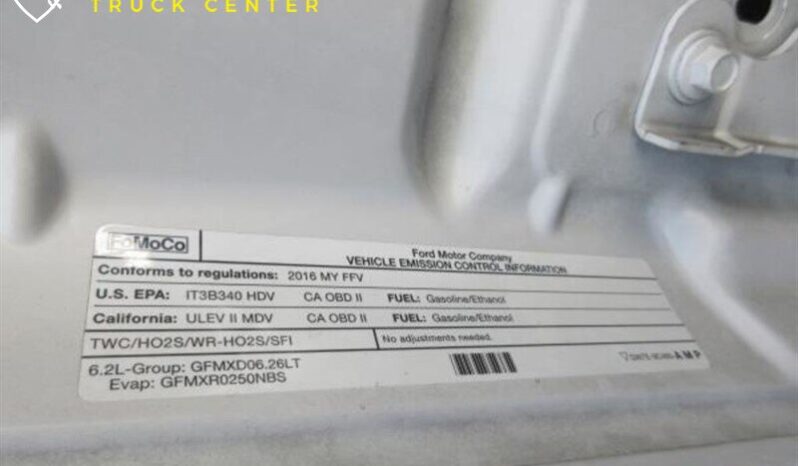 TRUCK CENTER
FoMoCo
Ford Motor Company
VEHICLE EMISSION CONTROL INFORMATION
Conforms to regulations: 2016 MY FFV
U.S. EPA: IT3B340 HDV CA OBD II FUEL: Gasoline/Ethanol
California: ULEV II MDV CA OBD II FUEL: Gasoline/Ethanol
TWC/HO2S/WR-HO2S/SFI No adjustments needed.
6.2L-Group: GFMXD06.26LT
Evap: GFMXR0250NBS
AMP